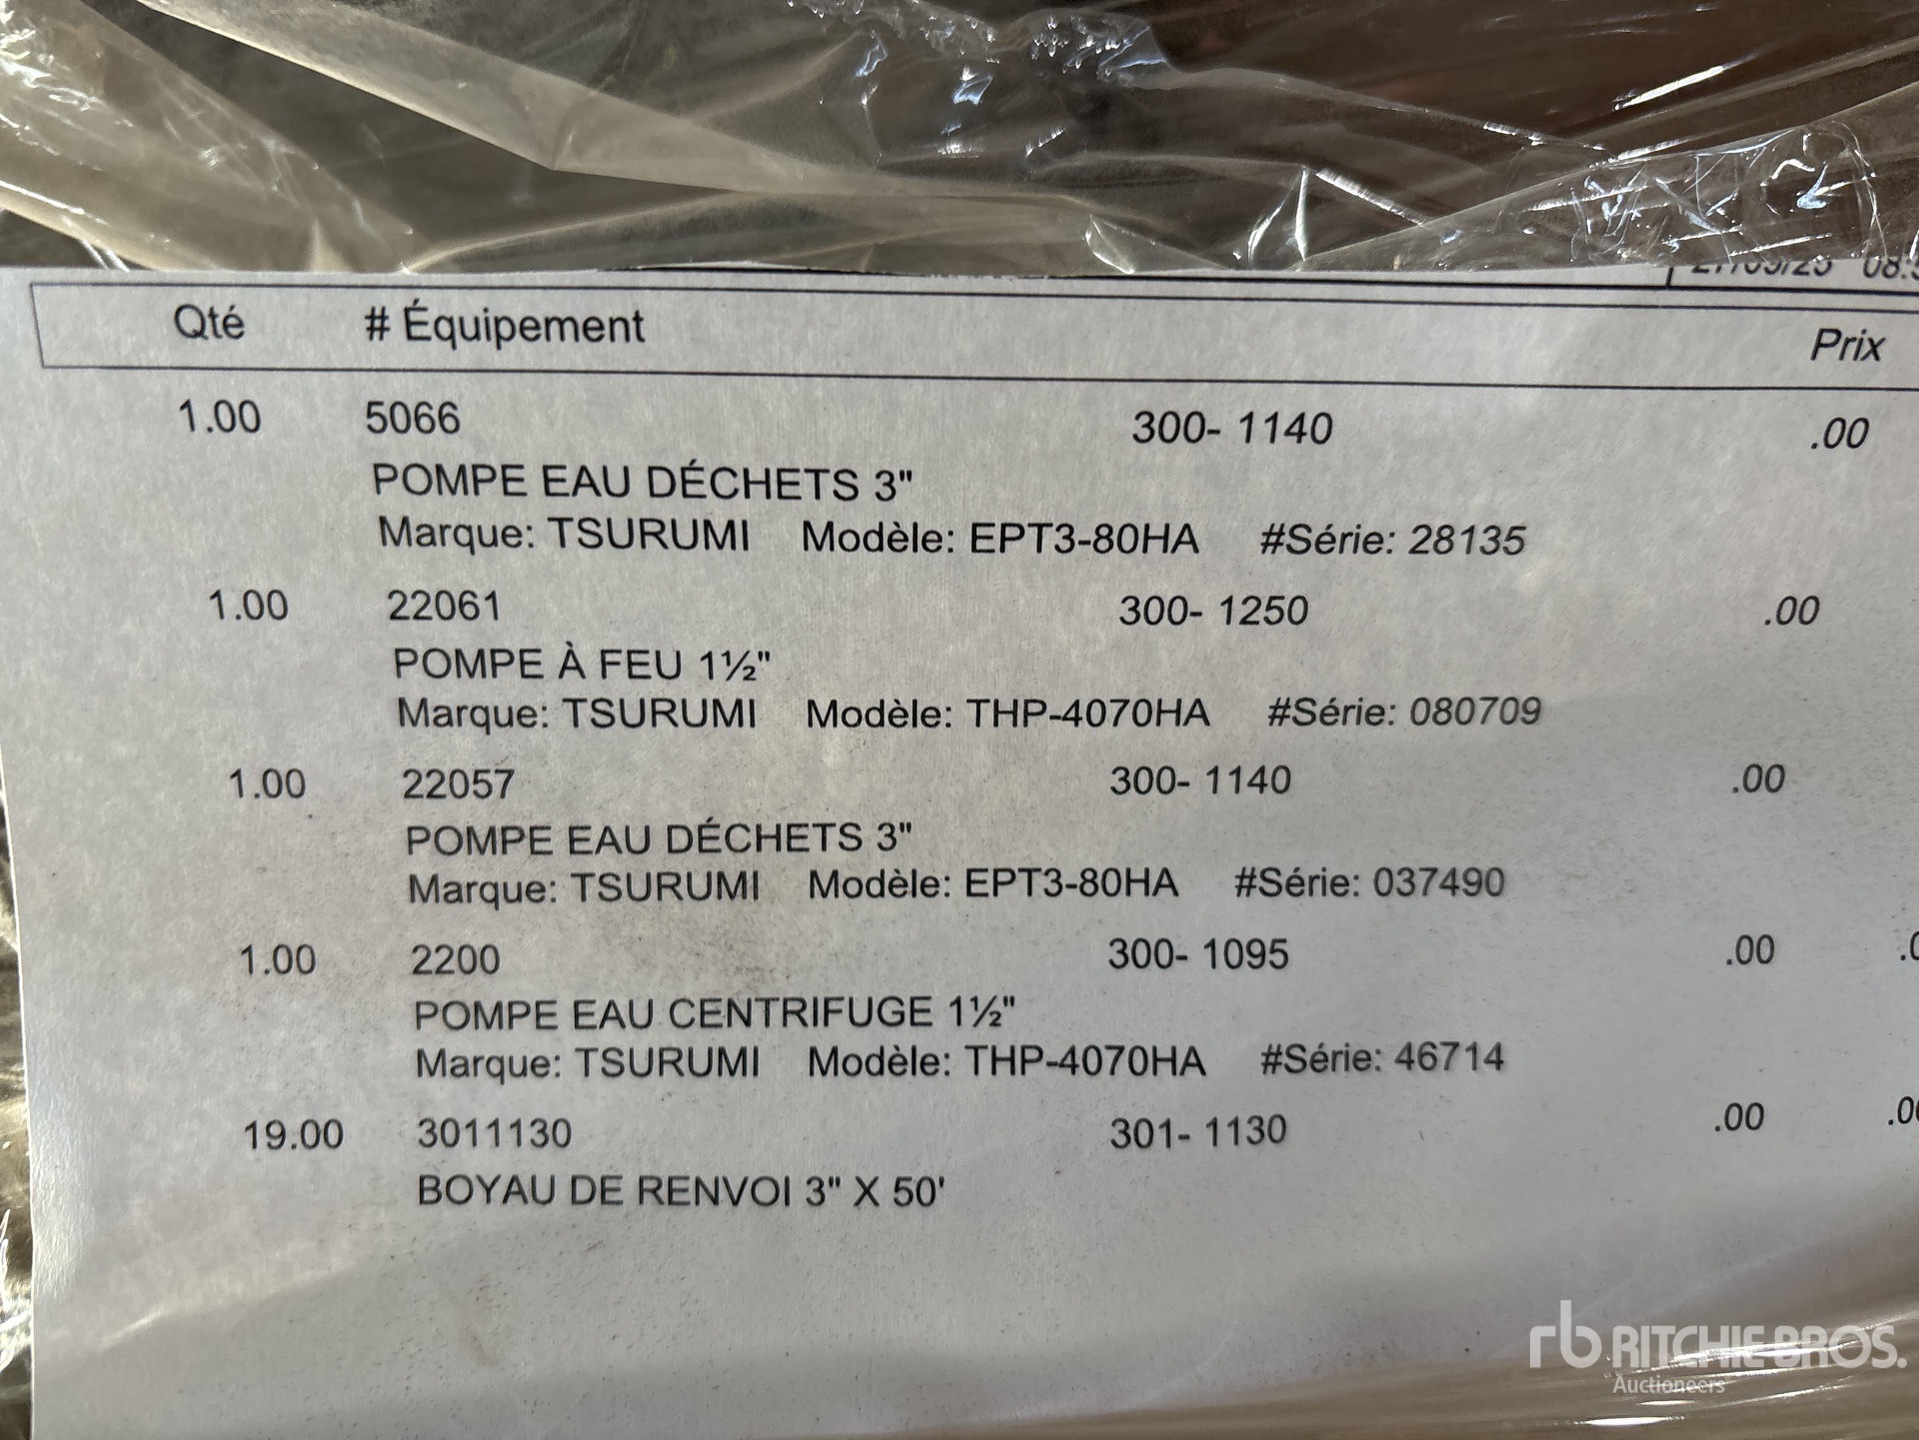 Qté # Équipement Prix
1.00 5066 300- 1140 .00
POMPE EAU DÉCHETS 3"
Marque: TSURUMI Modèle: EPT3-80HA #Série: 28135
1.00 22061 300- 1250 .00
POMPE À FEU 1½"
Marque: TSURUMI Modèle: THP-4070HA #Série: 080709
1.00 22057 300- 1140 .00
POMPE EAU DÉCHETS 3"
Marque: TSURUMI Modèle: EPT3-80HA #Série: 037490
1.00 2200 300- 1095 .00
POMPE EAU CENTRIFUGE 1½"
Marque: TSURUMI Modèle: THP-4070HA #Série: 46714
19.00 3011130 301- 1130 .00
BOYAU DE RENVOI 3" X 50'
rb RITCHIE BROS.
Auctioneers